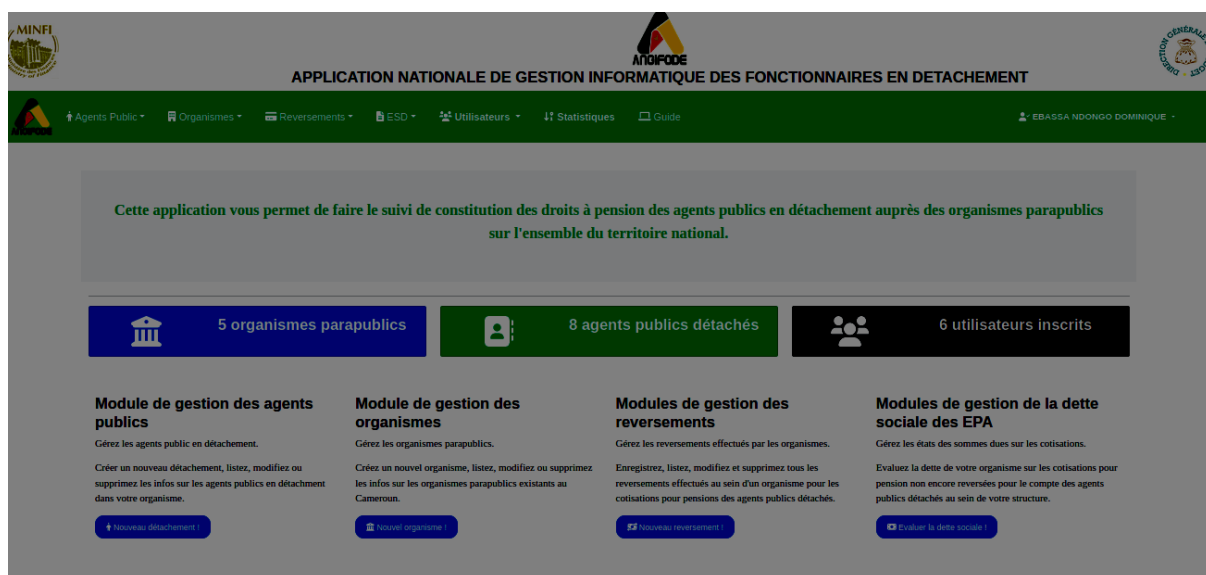 MINFI
ANGIFODE
APPLICATION NATIONALE DE GESTION INFORMATIQUE DES FONCTIONNAIRES EN DETACHEMENT
ANGIFODE
Agents Public
Organismes
Reversements
ESD
Utilisateurs
Statistiques
Guide
EBASSA NDONGO DOMINIQUE
Cette application vous permet de faire le suivi de constitution des droits à pension des agents publics en détachement auprès des organismes parapublics
sur l'ensemble du territoire national.
5 organismes parapublics
8 agents publics détachés
6 utilisateurs inscrits
Module de gestion des agents
publics
Gérez les agents public en détachement.
Créer un nouveau détachement, listez, modifiez ou
supprimez les infos sur les agents publics en détachment
dans votre organisme.
Nouveau détachement !
Module de gestion des
organismes
Gérez les organismes parapublics.
Créez un nouvel organisme, listez, modifiez ou supprimez
les infos sur les organismes parapublics existants au
Cameroun.
Nouvel organisme !
Modules de gestion des
reversements
Gérez les reversements effectués par les organismes.
Enregistrez, listez, modifiez et supprimez tous les
reversements effectués au sein d'un organisme pour les
cotisations pour pensions des agents publics détachés.
Nouveau reversement !
Modules de gestion de la dette
sociale des EPA
Gérez les états des sommes dues sur les cotisations.
Evaluez la dette de votre organisme sur les cotisations pour
pension non encore reversées pour le compte des agents
publics détachés au sein de votre structure.
Evaluer la dette sociale !